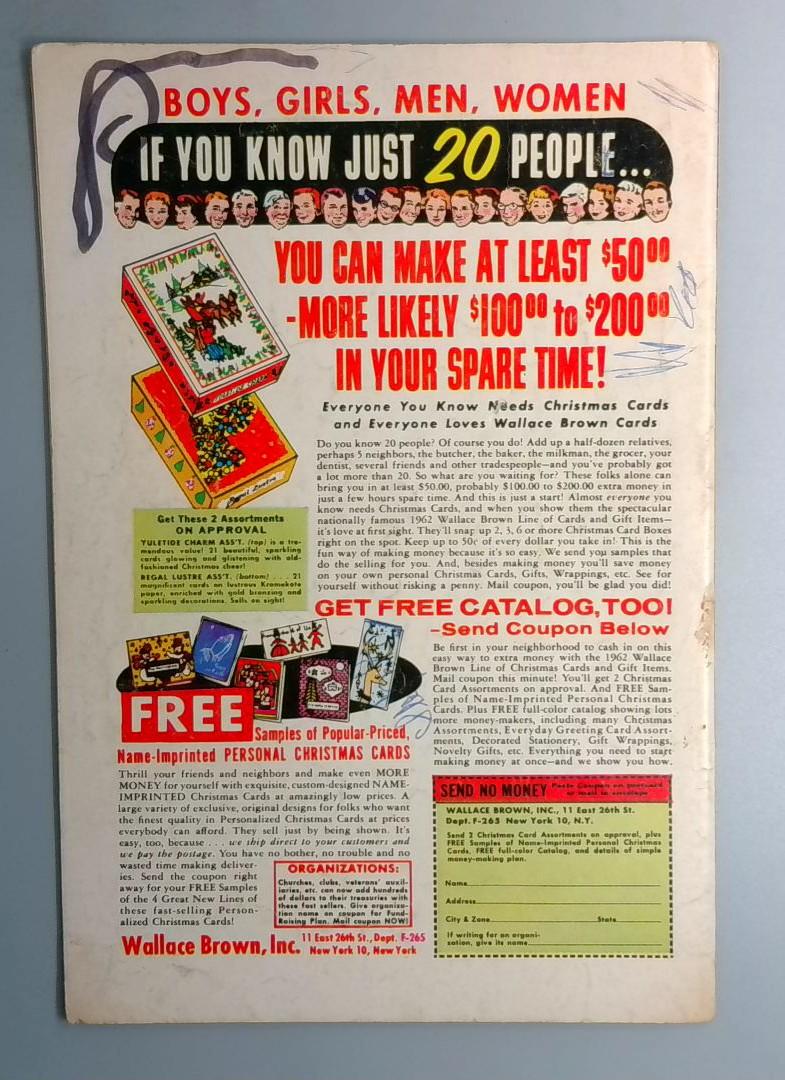 BOYS, GIRLS, MEN, WOMEN
IF YOU KNOW JUST 20 PEOPLE...
YOU CAN MAKE AT LEAST $50⁰⁰
-MORE LIKELY $100⁰⁰ to $200⁰⁰
IN YOUR SPARE TIME!
Everyone You Know Needs Christmas Cards
and Everyone Loves Wallace Brown Cards
Do you know 20 people? Of course you do! Add up a half-dozen relatives,
perhaps 5 neighbors, the butcher, the baker, the milkman, the grocer, your
dentist, several friends and other tradespeople—and you've probably got
a lot more than 20. So what are you waiting for? These folks alone can
bring you in at least $50.00, probably $100.00 to $200.00 extra money in
just a few hours spare time. And this is just a start! Almost everyone you
know needs Christmas Cards, and when you show them the spectacular
nationally famous 1962 Wallace Brown Line of Cards and Gift Items—
it's love at first sight. They'll snap up 2, 3, 6 or more Christmas Card Boxes
right on the spot. Keep up to 50¢ of every dollar you take in! This is the
fun way of making money because it's so easy. We send you samples that
do the selling for you. And, besides making money you'll save money
on your own personal Christmas Cards, Gifts, Wrappings, etc. See for
yourself without risking a penny. Mail coupon, you'll be glad you did!
Get These 2 Assortments
ON APPROVAL
YULETIDE CHARM ASS'T. (top) is a tre-
mendous value! 21 beautiful, sparkling
cards glowing and glistening with old-
fashioned Christmas cheer!
REGAL LUSTRE ASS'T. (bottom) . . . 21
magnificent cards on lustrous Kromekote
paper, enriched with gold bronzing and
sparkling decorations. Sells on sight!
GET FREE CATALOG, TOO!
-Send Coupon Below
Be first in your neighborhood to cash in on this
easy way to extra money with the 1962 Wallace
Brown Line of Christmas Cards and Gift Items.
Mail coupon this minute! You'll get 2 Christmas
Card Assortments on approval. And FREE Sam-
ples of Name-Imprinted Personal Christmas
Cards. Plus FREE full-color catalog showing lots
more money-makers, including many Christmas
Assortments, Everyday Greeting Card Assort-
ments, Decorated Stationery, Gift Wrappings,
Novelty Gifts, etc. Everything you need to start
making money at once—and we show you how.
FREE
Samples of Popular-Priced,
Name-Imprinted PERSONAL CHRISTMAS CARDS
Thrill your friends and neighbors and make even MORE
MONEY for yourself with exquisite, custom-designed NAME-
IMPRINTED Christmas Cards at amazingly low prices. A
large variety of exclusive, original designs for folks who want
the finest quality in Personalized Christmas Cards at prices
everybody can afford. They sell just by being shown. It's
easy, too, because . . . we ship direct to your customers and
we pay the postage. You have no bother, no trouble and no
wasted time making deliver-
ies. Send the coupon right
away for your FREE Samples
of the 4 Great New Lines of
these fast-selling Person-
alized Christmas Cards!
ORGANIZATIONS:
Churches, clubs, veterans' auxil-
iaries, etc. can now add hundreds
of dollars to their treasuries with
these fast sellers. Give organiza-
tion name on coupon for Fund-
Raising Plan. Mail coupon NOW!
Wallace Brown, Inc. 11 East 26th St., Dept. F-265
New York 10, New York
SEND NO MONEY Paste Coupon on postcard
or mail in envelope
WALLACE BROWN, INC., 11 East 26th St.
Dept. F-265 New York 10, N.Y.
Send 2 Christmas Card Assortments on approval, plus
FREE Samples of Name-Imprinted Personal Christmas
Cards, FREE full-color Catalog, and details of simple
money-making plan.
Name
Address
City & Zone State
If writing for an organi-
zation, give its name